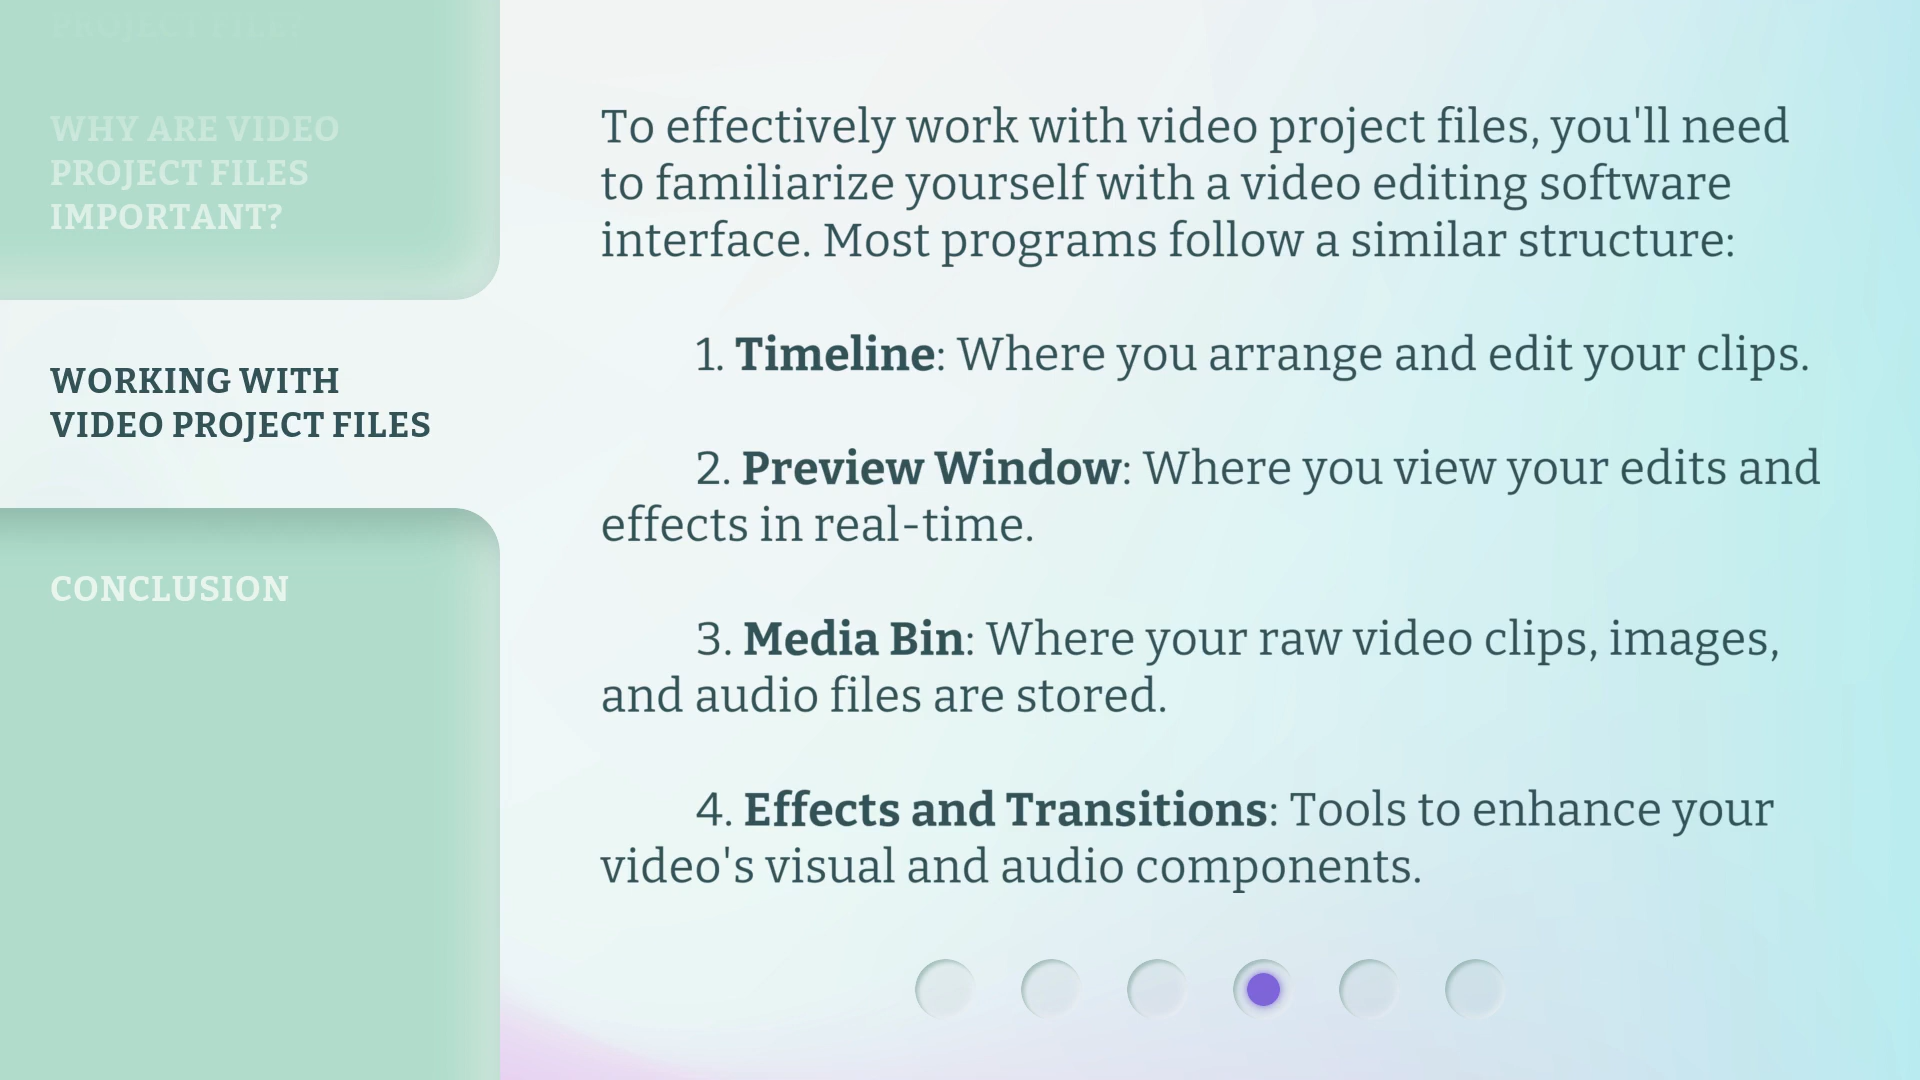 PROJECT FILE?
WHY ARE VIDEO
PROJECT FILES
IMPORTANT?
WORKING WITH
VIDEO PROJECT FILES
CONCLUSION
To effectively work with video project files, you'll need
to familiarize yourself with a video editing software
interface. Most programs follow a similar structure:
1. Timeline: Where you arrange and edit your clips.
2. Preview Window: Where you view your edits and
effects in real-time.
3. Media Bin: Where your raw video clips, images,
and audio files are stored.
4. Effects and Transitions: Tools to enhance your
video's visual and audio components.